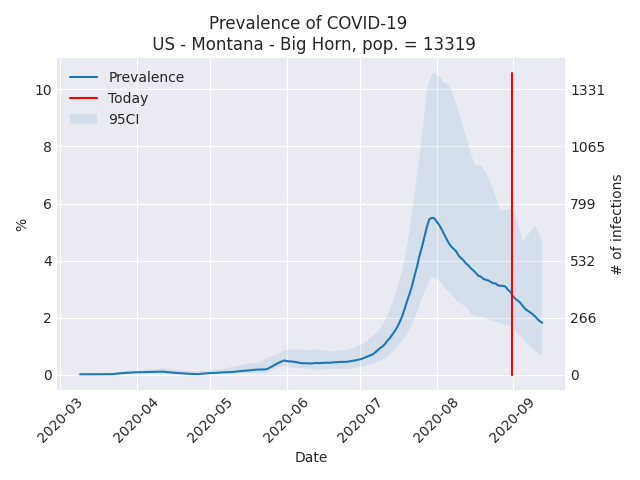 Prevalence of COVID-19
US - Montana - Big Horn, pop. = 13319
Prevalence
Today
95CI
%
10
8
6
4
2
0
1331
1065
799
532
266
0
# of infections
2020-03
2020-04
2020-05
2020-06
2020-07
2020-08
2020-09
Date